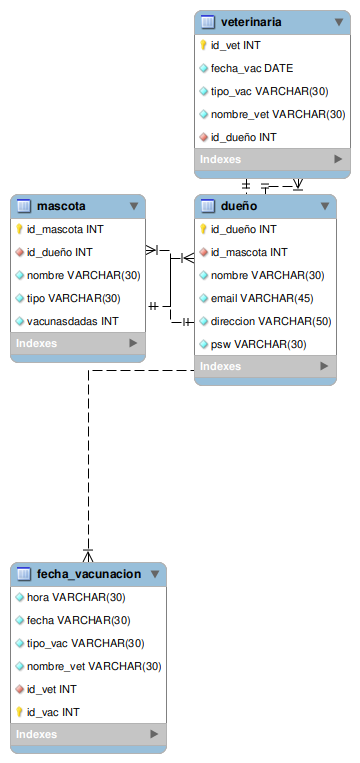 veterinaria
id_vet INT
fecha_vac DATE
tipo_vac VARCHAR(30)
nombre_vet VARCHAR(30)
id_dueño INT
Indexes
mascota
id_mascota INT
id_dueño INT
nombre VARCHAR(30)
tipo VARCHAR(30)
vacunasdadas INT
Indexes
dueño
id_dueño INT
id_mascota INT
nombre VARCHAR(30)
email VARCHAR(45)
direccion VARCHAR(50)
psw VARCHAR(30)
Indexes
fecha_vacunacion
hora VARCHAR(30)
fecha VARCHAR(30)
tipo_vac VARCHAR(30)
nombre_vet VARCHAR(30)
id_vet INT
id_vac INT
Indexes